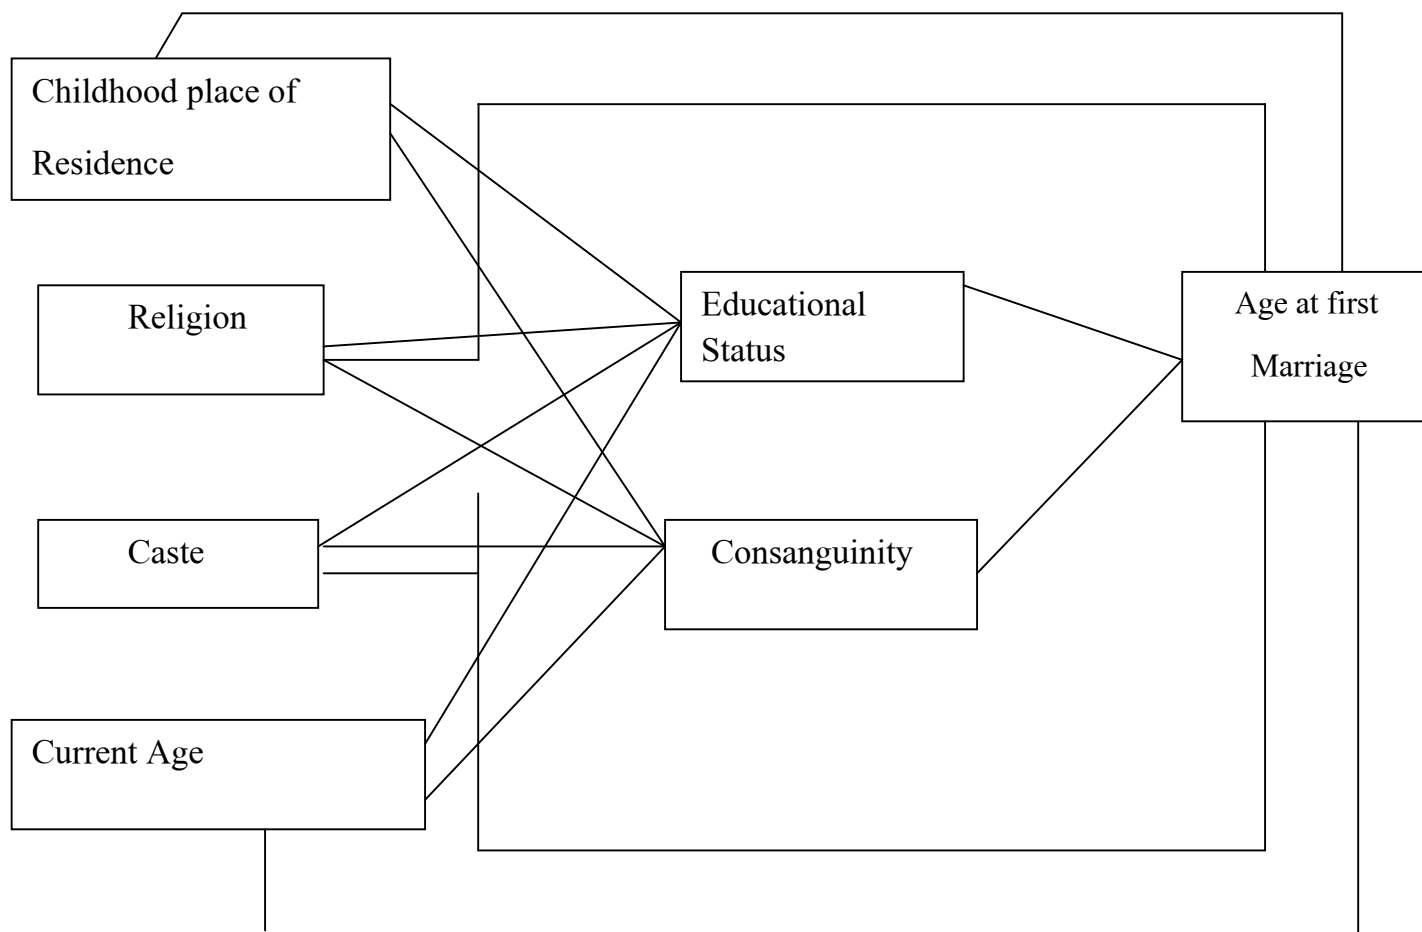 Childhood place of
Residence
Religion
Educational
Status
Age at first
Marriage
Caste
Consanguinity
Current Age